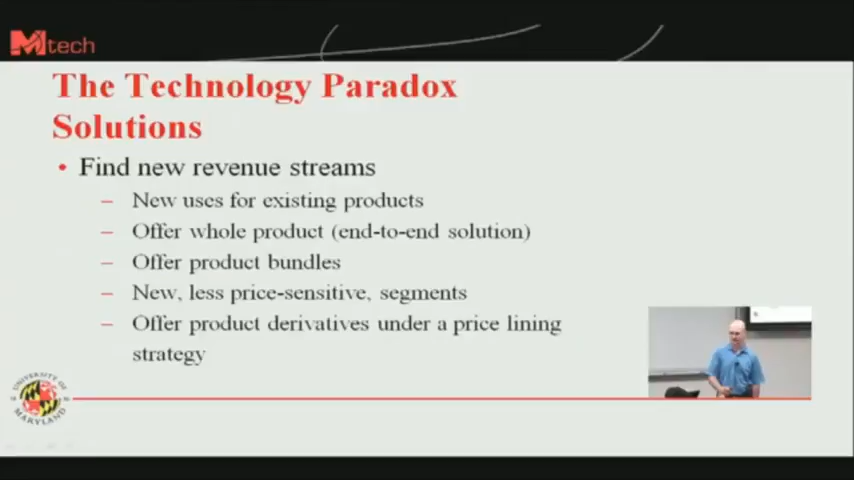 Mtech
The Technology Paradox
Solutions
• Find new revenue streams
– New uses for existing products
– Offer whole product (end-to-end solution)
– Offer product bundles
– New, less price-sensitive, segments
– Offer product derivatives under a price lining
strategy
UNIVERSITY OF
MARYLAND